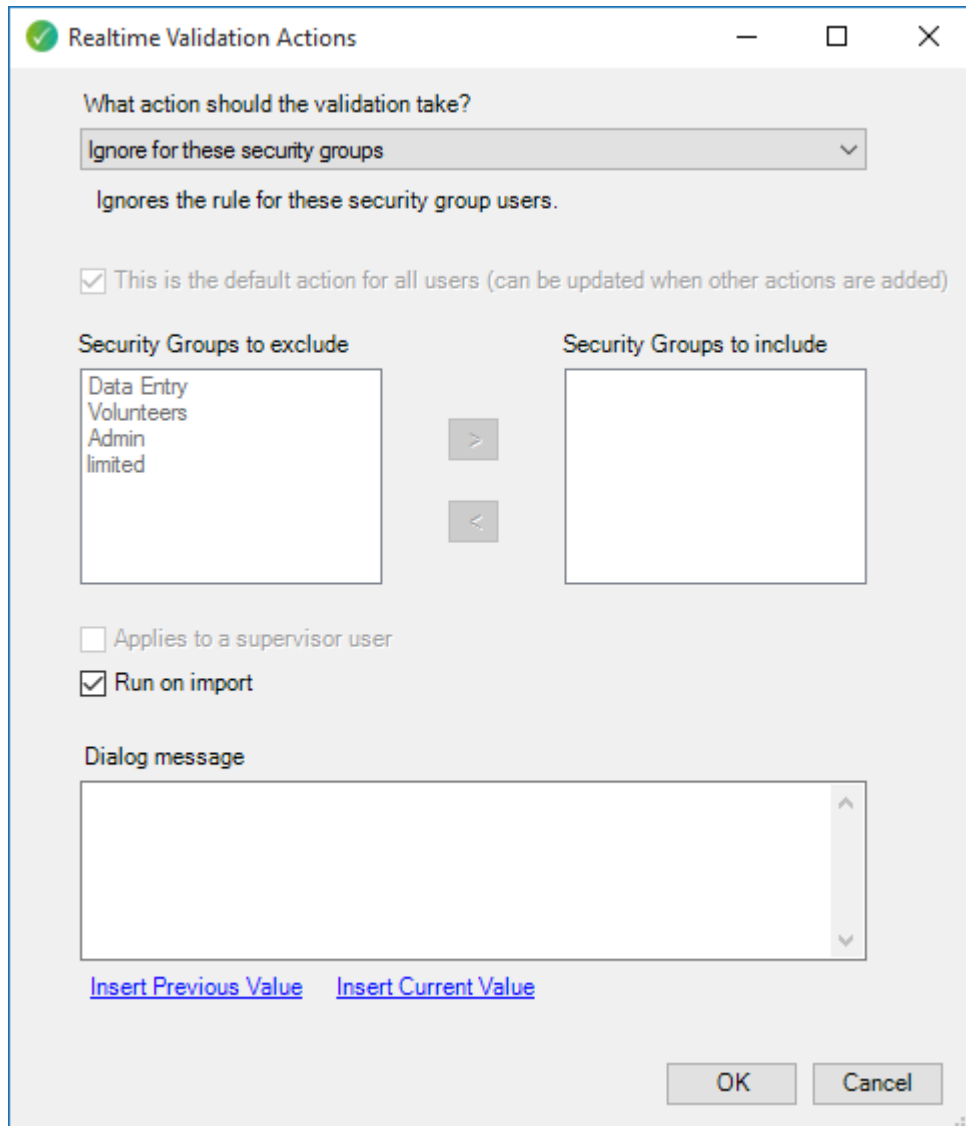 Realtime Validation Actions
What action should the validation take?
Ignore for these security groups
Ignores the rule for these security group users.
This is the default action for all users (can be updated when other actions are added)
Security Groups to exclude
Security Groups to include
Data Entry
Volunteers
Admin
limited
>
<
Applies to a supervisor user
Run on import
Dialog message
Insert Previous Value
Insert Current Value
OK
Cancel